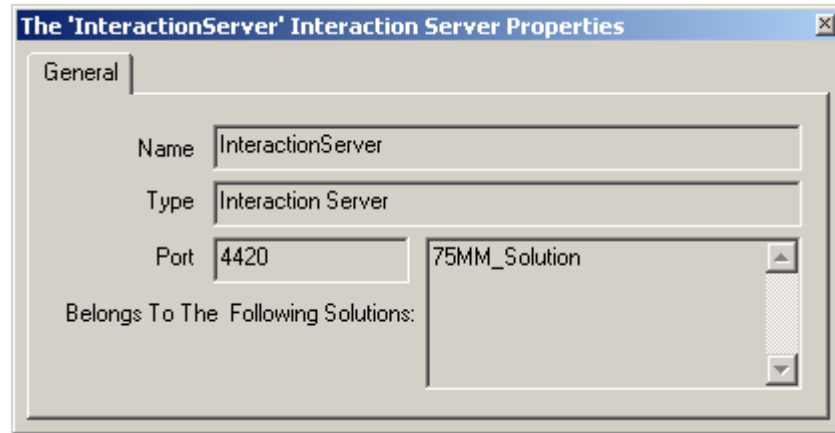 The 'InteractionServer' Interaction Server Properties
General
Name InteractionServer
Type Interaction Server
Port 4420 75MM_Solution
Belongs To The Following Solutions: